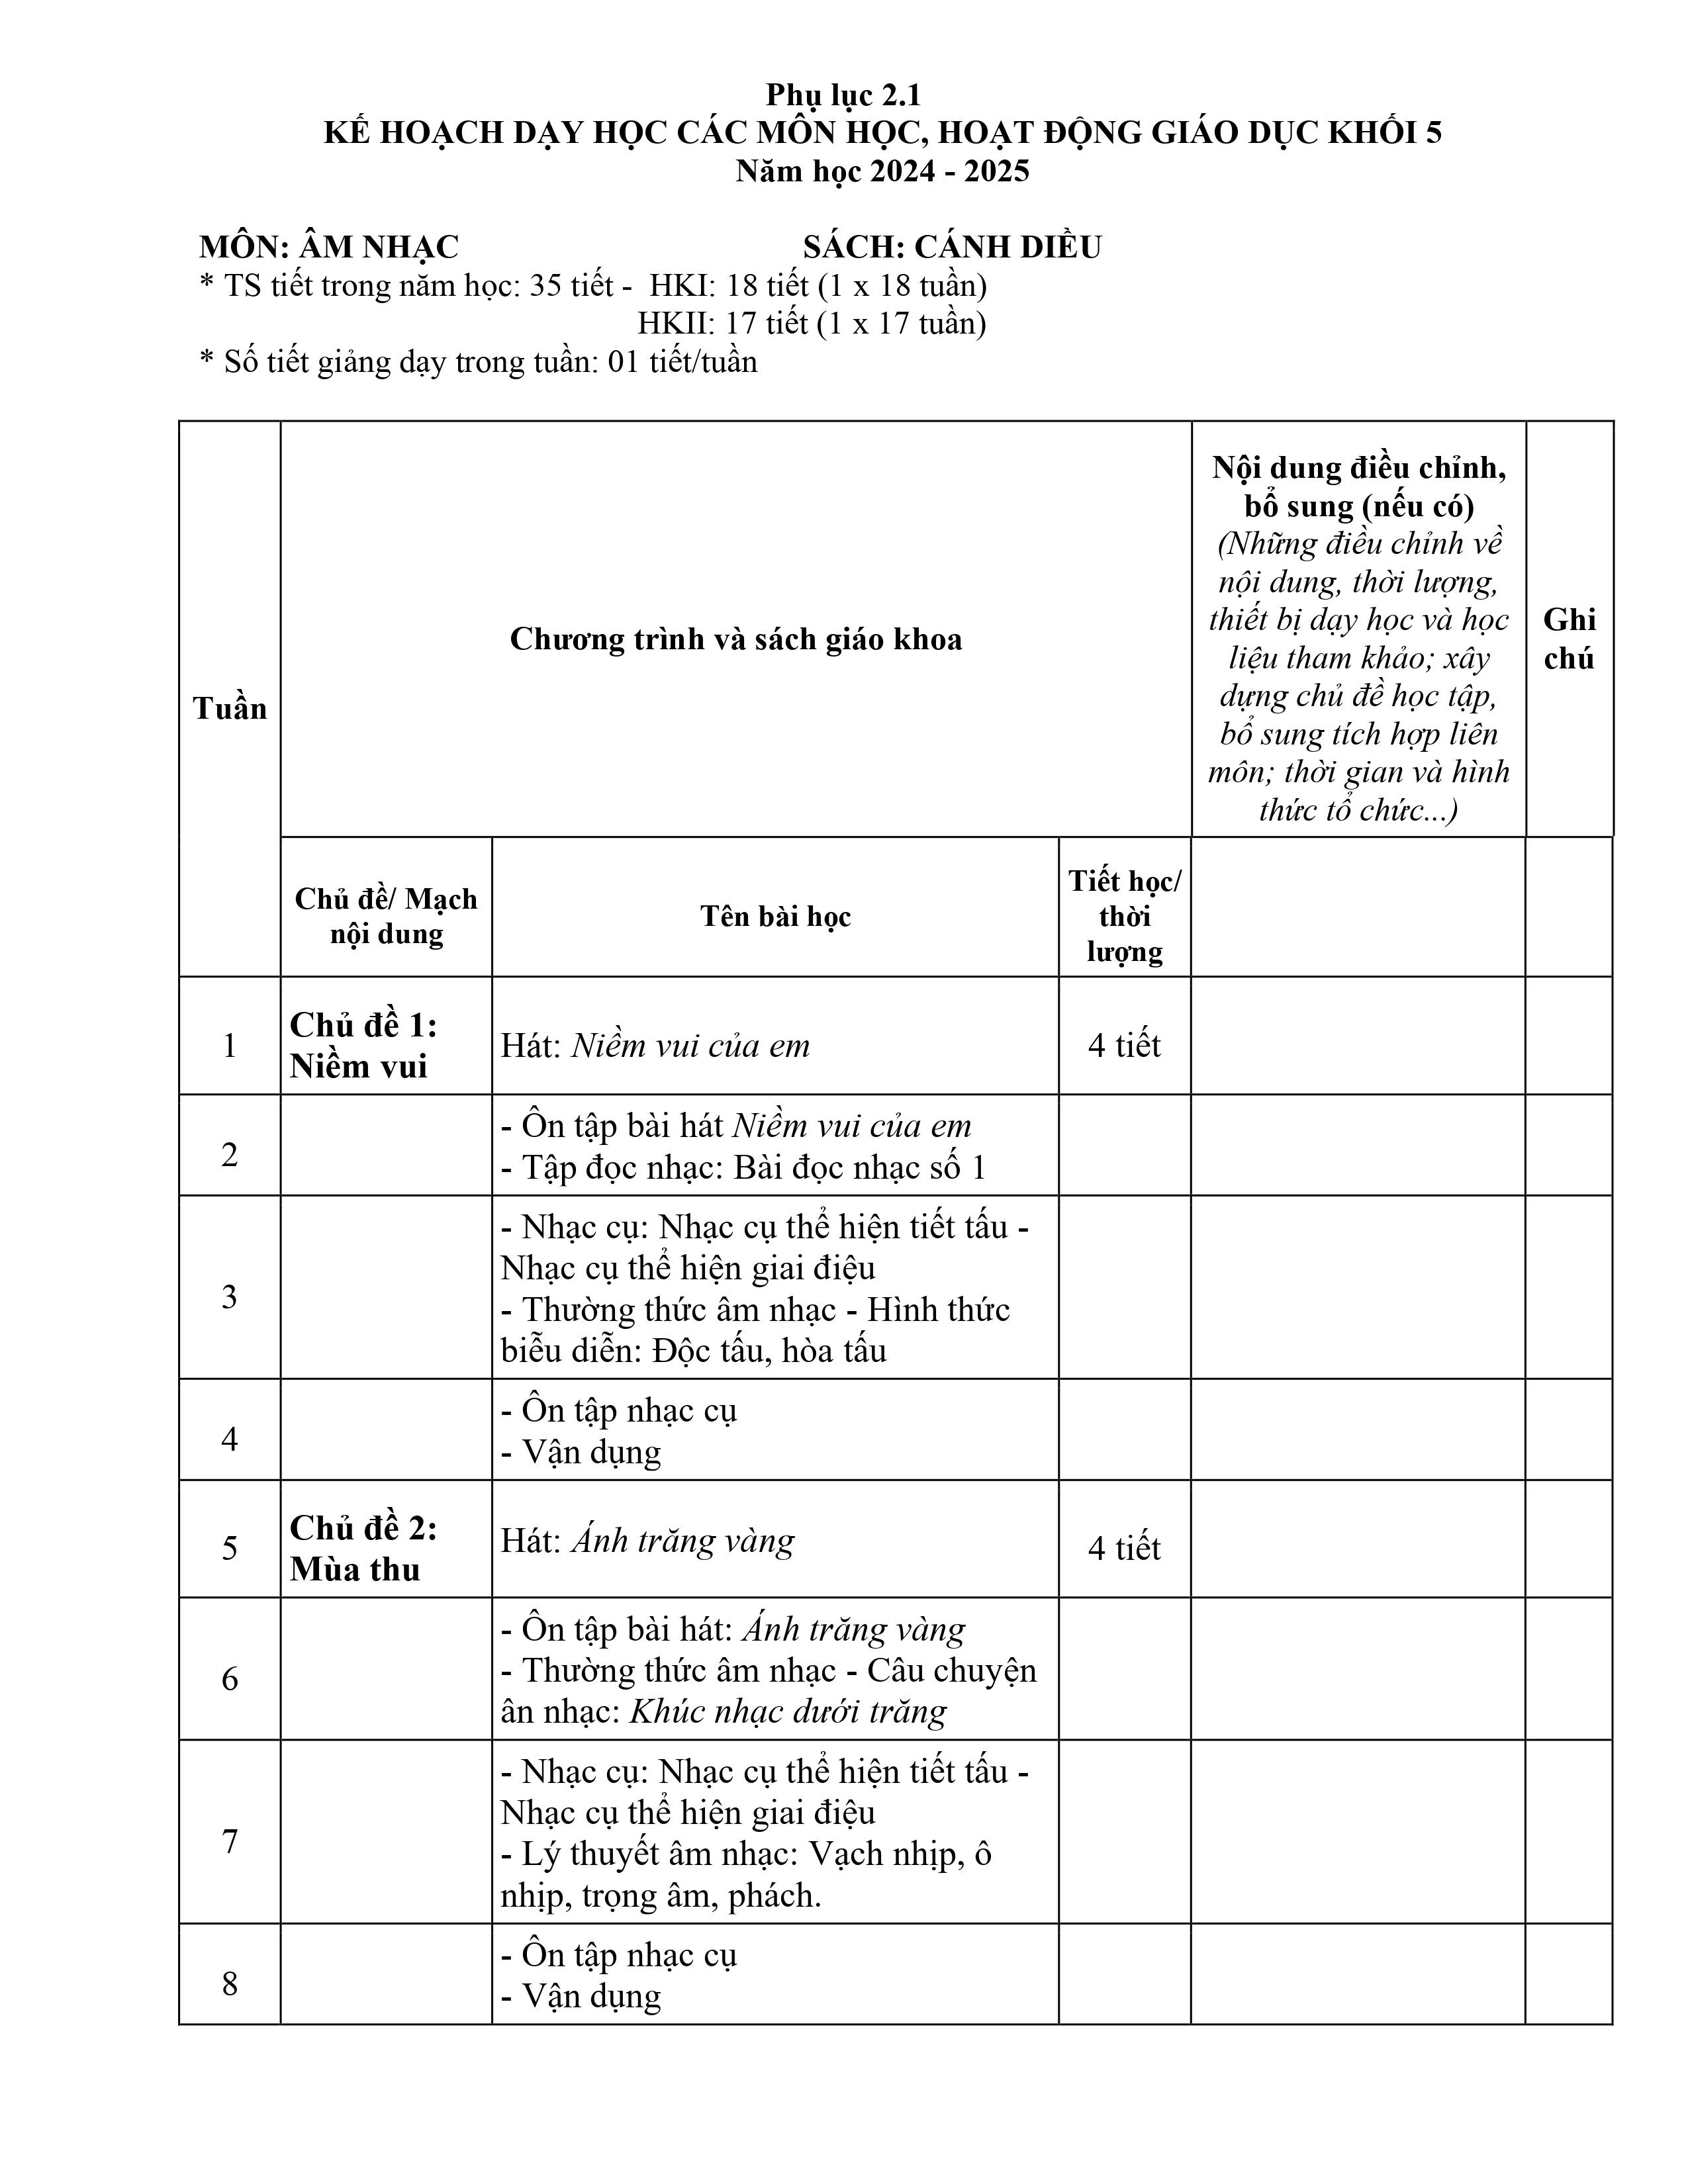 Phụ lục 2.1
KẾ HOẠCH DẠY HỌC CÁC MÔN HỌC, HOẠT ĐỘNG GIÁO DỤC KHỐI 5
Năm học 2024 - 2025
MÔN: ÂM NHẠC SÁCH: CÁNH DIỀU
* TS tiết trong năm học: 35 tiết - HKI: 18 tiết (1 x 18 tuần)
HKII: 17 tiết (1 x 17 tuần)
* Số tiết giảng dạy trong tuần: 01 tiết/tuần
Tuần
Chương trình và sách giáo khoa
Nội dung điều chỉnh,
bổ sung (nếu có)
(Những điều chỉnh về
nội dung, thời lượng,
thiết bị dạy học và học
liệu tham khảo; xây
dựng chủ đề học tập,
bổ sung tích hợp liên
môn; thời gian và hình
thức tổ chức...)
Ghi
chú
Chủ đề/ Mạch
nội dung
Tên bài học
Tiết học/
thời
lượng
1
Chủ đề 1:
Niềm vui
Hát: Niềm vui của em
4 tiết
2
- Ôn tập bài hát Niềm vui của em
- Tập đọc nhạc: Bài đọc nhạc số 1
3
- Nhạc cụ: Nhạc cụ thể hiện tiết tấu -
Nhạc cụ thể hiện giai điệu
- Thường thức âm nhạc - Hình thức
biễu diễn: Độc tấu, hòa tấu
4
- Ôn tập nhạc cụ
- Vận dụng
5
Chủ đề 2:
Mùa thu
Hát: Ánh trăng vàng
4 tiết
6
- Ôn tập bài hát: Ánh trăng vàng
- Thường thức âm nhạc - Câu chuyện
ân nhạc: Khúc nhạc dưới trăng
7
- Nhạc cụ: Nhạc cụ thể hiện tiết tấu -
Nhạc cụ thể hiện giai điệu
- Lý thuyết âm nhạc: Vạch nhịp, ô
nhịp, trọng âm, phách.
8
- Ôn tập nhạc cụ
- Vận dụng